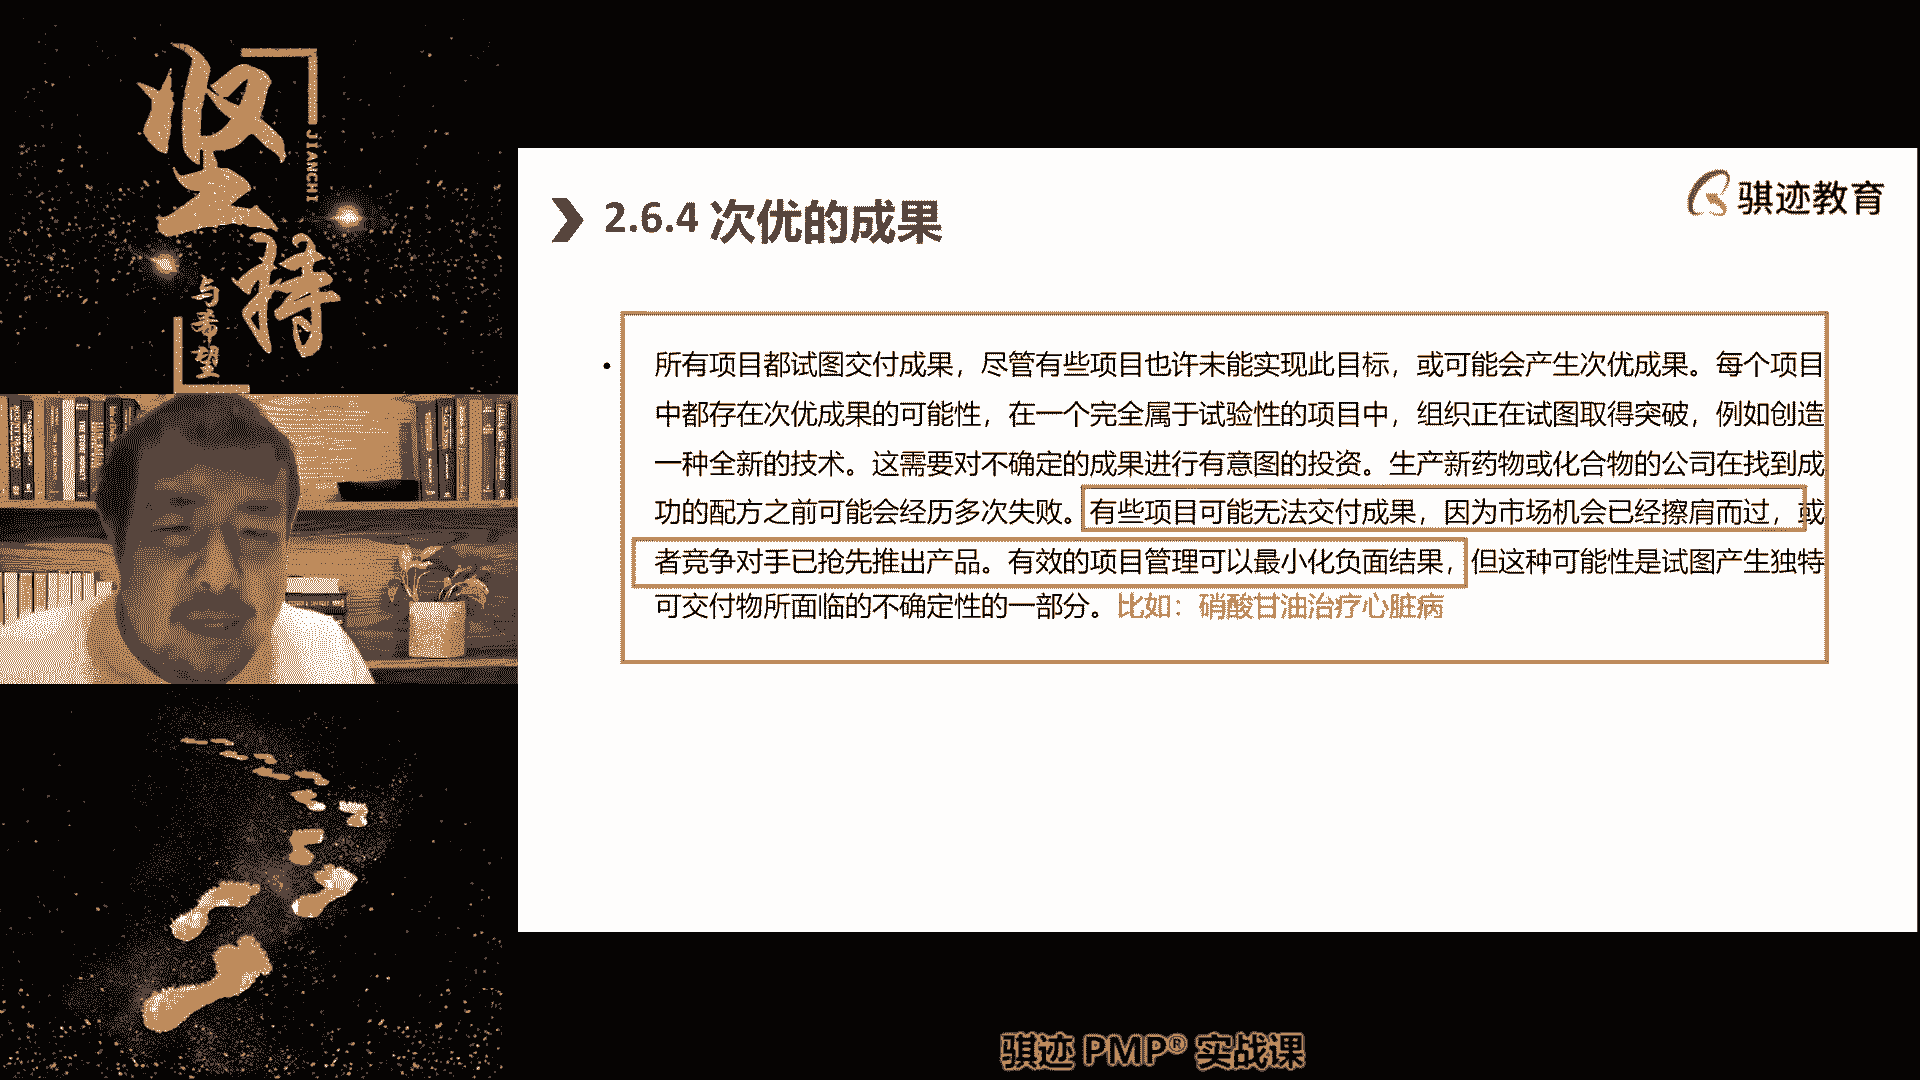 坚持
JIANCHI
与希望
骐迹教育
2.6.4 次优的成果
• 所有项目都试图交付成果，尽管有些项目也许未能实现此目标，或可能会产生次优成果。每个项目
中都存在次优成果的可能性，在一个完全属于试验性的项目中，组织正在试图取得突破，例如创造
一种全新的技术。这需要对不确定的成果进行有意图的投资。生产新药物或化合物的公司在找到成
功的配方之前可能会经历多次失败。有些项目可能无法交付成果，因为市场机会已经擦肩而过，或
者竞争对手已抢先推出产品。有效的项目管理可以最小化负面结果，但这种可能性是试图产生独特
可交付物所面临的不确定性的一部分。比如：硝酸甘油治疗心脏病
骐迹 PMP® 实战课